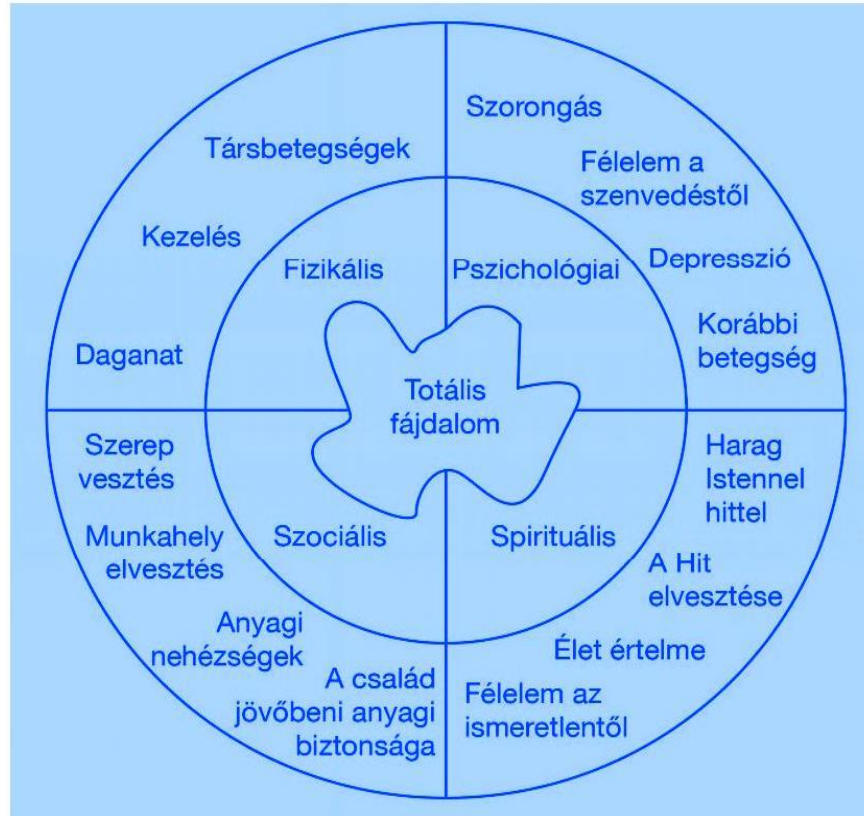 Szorongás
Társbetegségek
Félelem a
szenvedéstől
Kezelés
Fizikális
Pszichológiai
Depresszió
Korábbi
betegség
Daganat
Totális
fájdalom
Szerep
vesztés
Harag
Istennel
hittel
Munkahely
elvesztés
Szociális
Spirituális
A Hit
elvesztése
Anyagi
nehézségek
Élet értelme
A család
jövőbeni anyagi
biztonsága
Félelem az
ismeretlentől